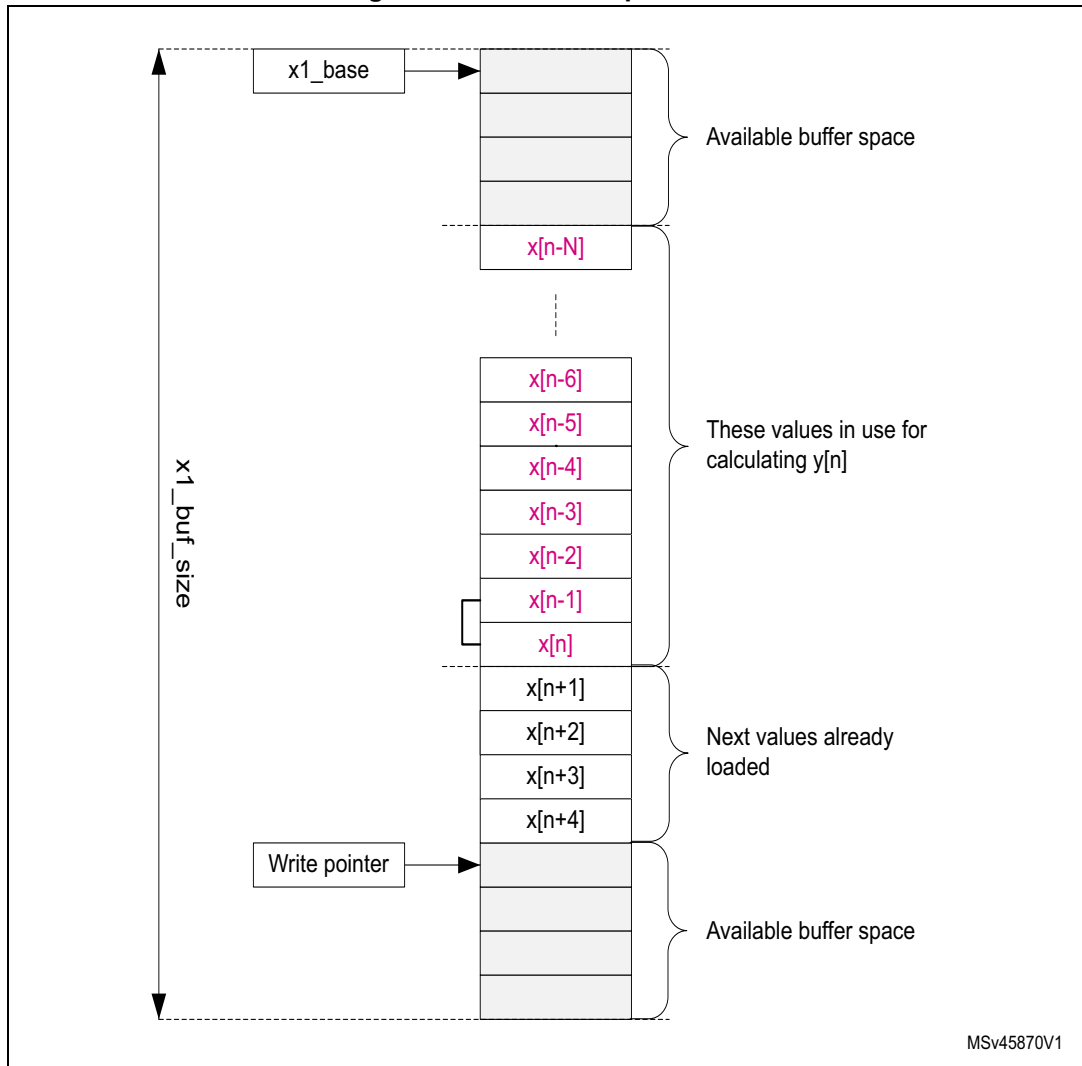 x1_base
Available buffer space
x[n-N]
x[n-6]
x[n-5]
These values in use for
calculating y[n]
x[n-4]
x1_buf_size
x[n-3]
x[n-2]
x[n-1]
x[n]
x[n+1]
x[n+2]
Next values already
loaded
x[n+3]
x[n+4]
Write pointer
Available buffer space
MSv45870V1